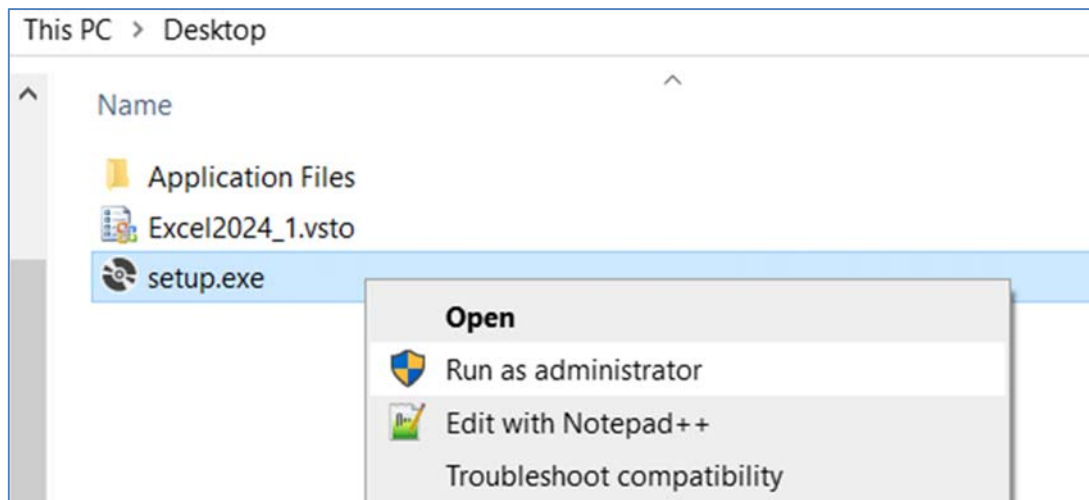 This PC > Desktop
Name
Application Files
Excel2024_1.vsto
setup.exe
Open
Run as administrator
Edit with Notepad++
Troubleshoot compatibility